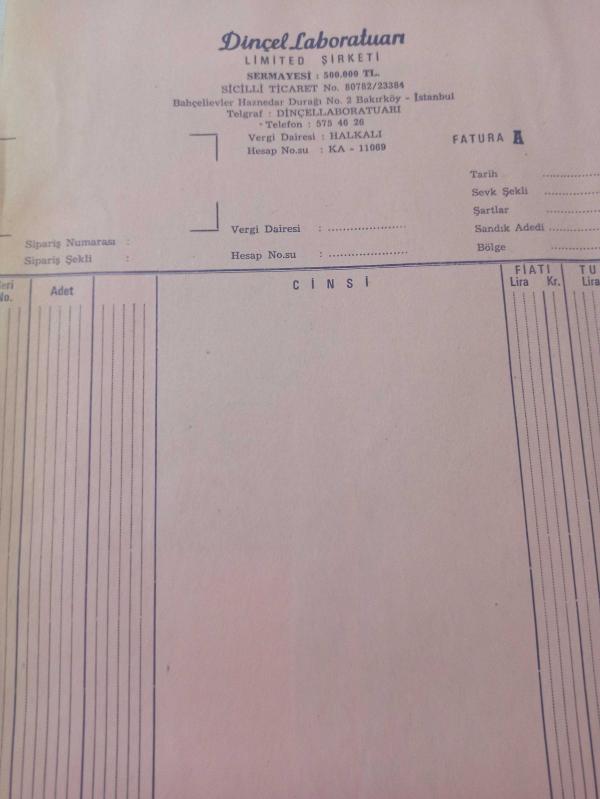 Dinçel Laboratuarı
LİMİTED ŞİRKETİ
SERMAYESİ : 500.000 TL.
SİCİLLİ TİCARET No. 80782/23384
Bahçelievler Haznedar Durağı No. 2 Bakırköy - İstanbul
Telgraf : DİNÇELLABORATUARI
Telefon : 575 46 26
Vergi Dairesi : HALKALI
Hesap No.su : KA - 11069
FATURA A
Tarih
Sevk Şekli
Şartlar
Sandık Adedi
Bölge
Vergi Dairesi :
Hesap No.su :
Sipariş Numarası :
Sipariş Şekli :
eri No.
Adet
CİNSİ
FİATI
Lira Kr.
TU
Lira